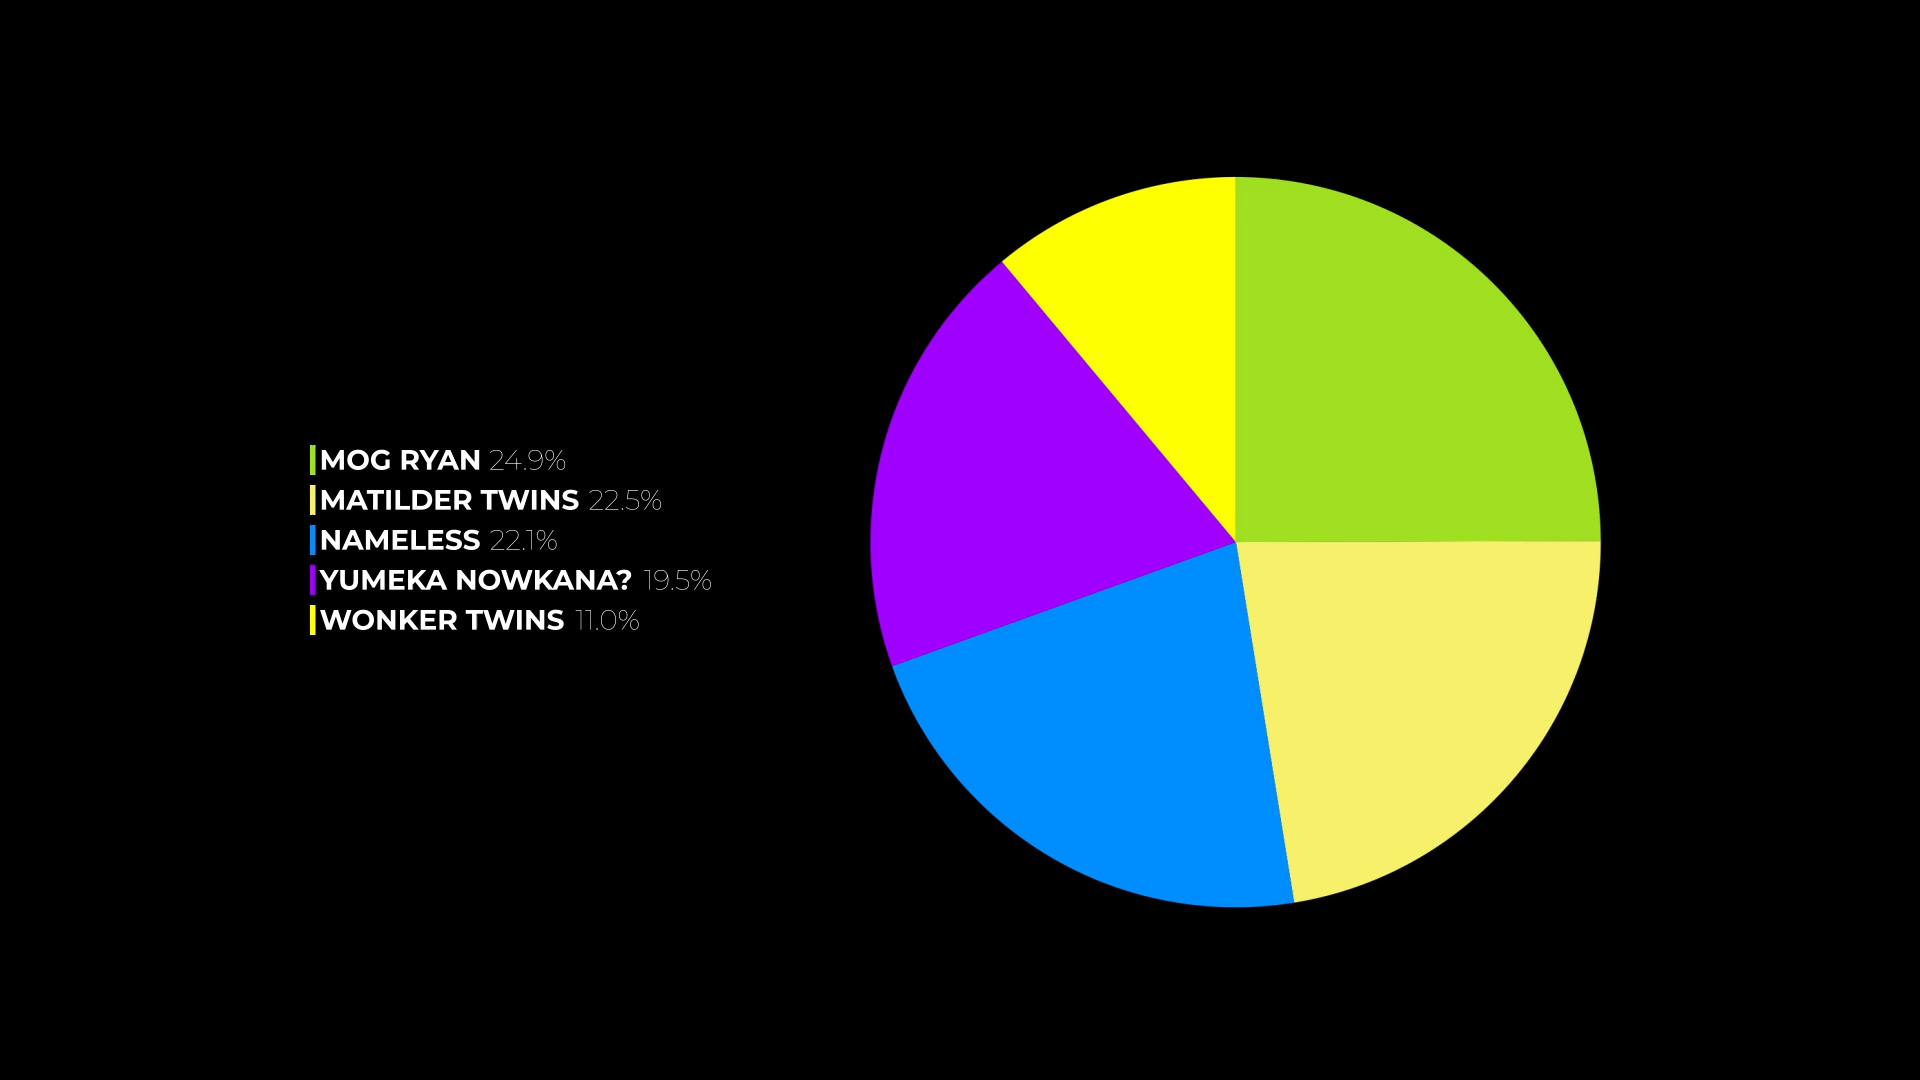 MOG RYAN 24.9%
MATILDER TWINS 22.5%
NAMELESS 22.1%
YUMEKA NOWKANA? 19.5%
WONKER TWINS 11.0%